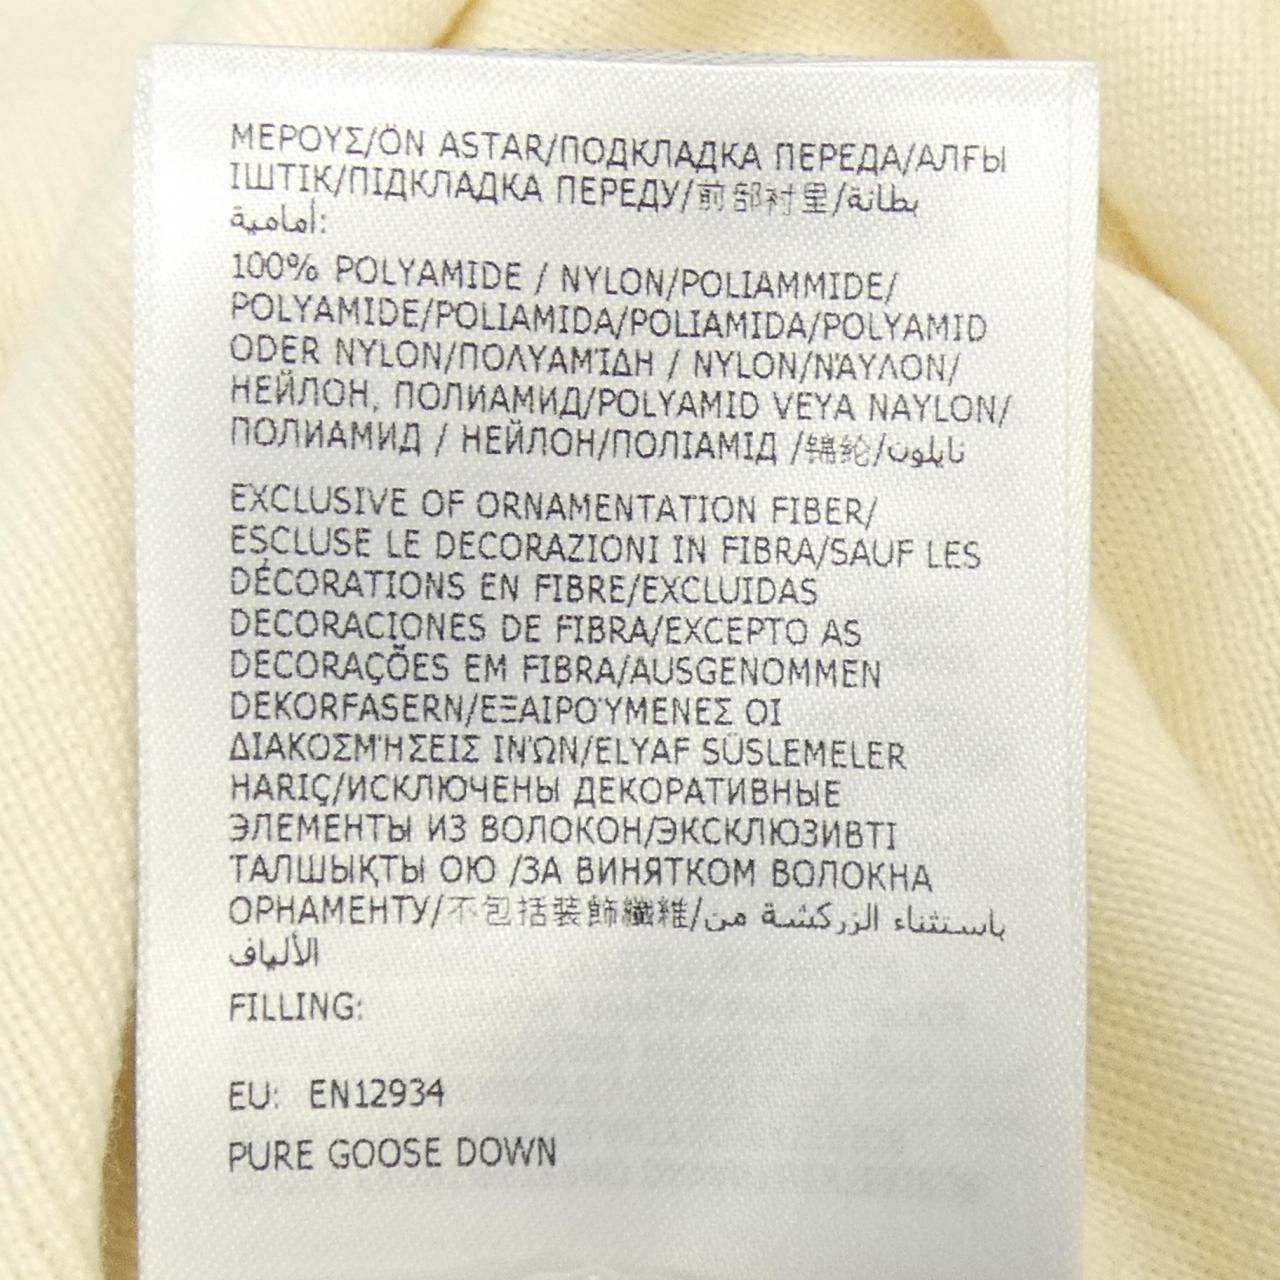 ΜΕΡΟΥΣ/ÖN ASTAR/ПОДКЛАДКА ПЕРЕДА/АЛҒЫ
ІШТІК/ПІДКЛАДКА ПЕРЕДУ/前部衬里/بطانة
أمامية:
100% POLYAMIDE / NYLON/POLIAMMIDE/
POLYAMIDE/POLIAMIDA/POLIAMIDA/POLYAMID
ODER NYLON/ΠΟΛΥΑΜΊΔΗ / NYLON/ΝΆΥΛΟΝ/
НЕЙЛОН, ПОЛИАМИД/POLYAMID VEYA NAYLON/
ПОЛИАМИД / НЕЙЛОН/ПОЛІАМІД /锦纶/نايلون
EXCLUSIVE OF ORNAMENTATION FIBER/
ESCLUSE LE DECORAZIONI IN FIBRA/SAUF LES
DÉCORATIONS EN FIBRE/EXCLUIDAS
DECORACIONES DE FIBRA/EXCEPTO AS
DECORAÇÕES EM FIBRA/AUSGENOMMEN
DEKORFASERN/ΕΞΑΙΡΟΎΜΕΝΕΣ ΟΙ
ΔΙΑΚΟΣΜΉΣΕΙΣ ΙΝΏΝ/ELYAF SÜSLEMELER
HARIÇ/ИСКЛЮЧЕНЫ ДЕКОРАТИВНЫЕ
ЭЛЕМЕНТЫ ИЗ ВОЛОКОН/ЭКСКЛЮЗИВТІ
ТАЛШЫҚТЫ ОЮ /ЗА ВИНЯТКОМ ВОЛОКНА
ОРНАМЕНТУ/不包括装飾纖維/باستثناء الزركشة من
الألياف
FILLING:
EU: EN12934
PURE GOOSE DOWN